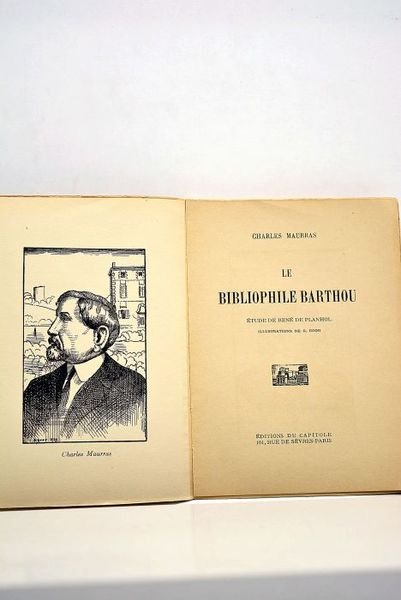 Charles Maurras
CHARLES MAURRAS
LE
BIBLIOPHILE BARTHOU
ÉTUDE DE RENÉ DE PLANHOL
ILLUSTRATIONS DE
ÉDITIONS DU CAPITOLE
RUE DE SÈVRES-PARIS